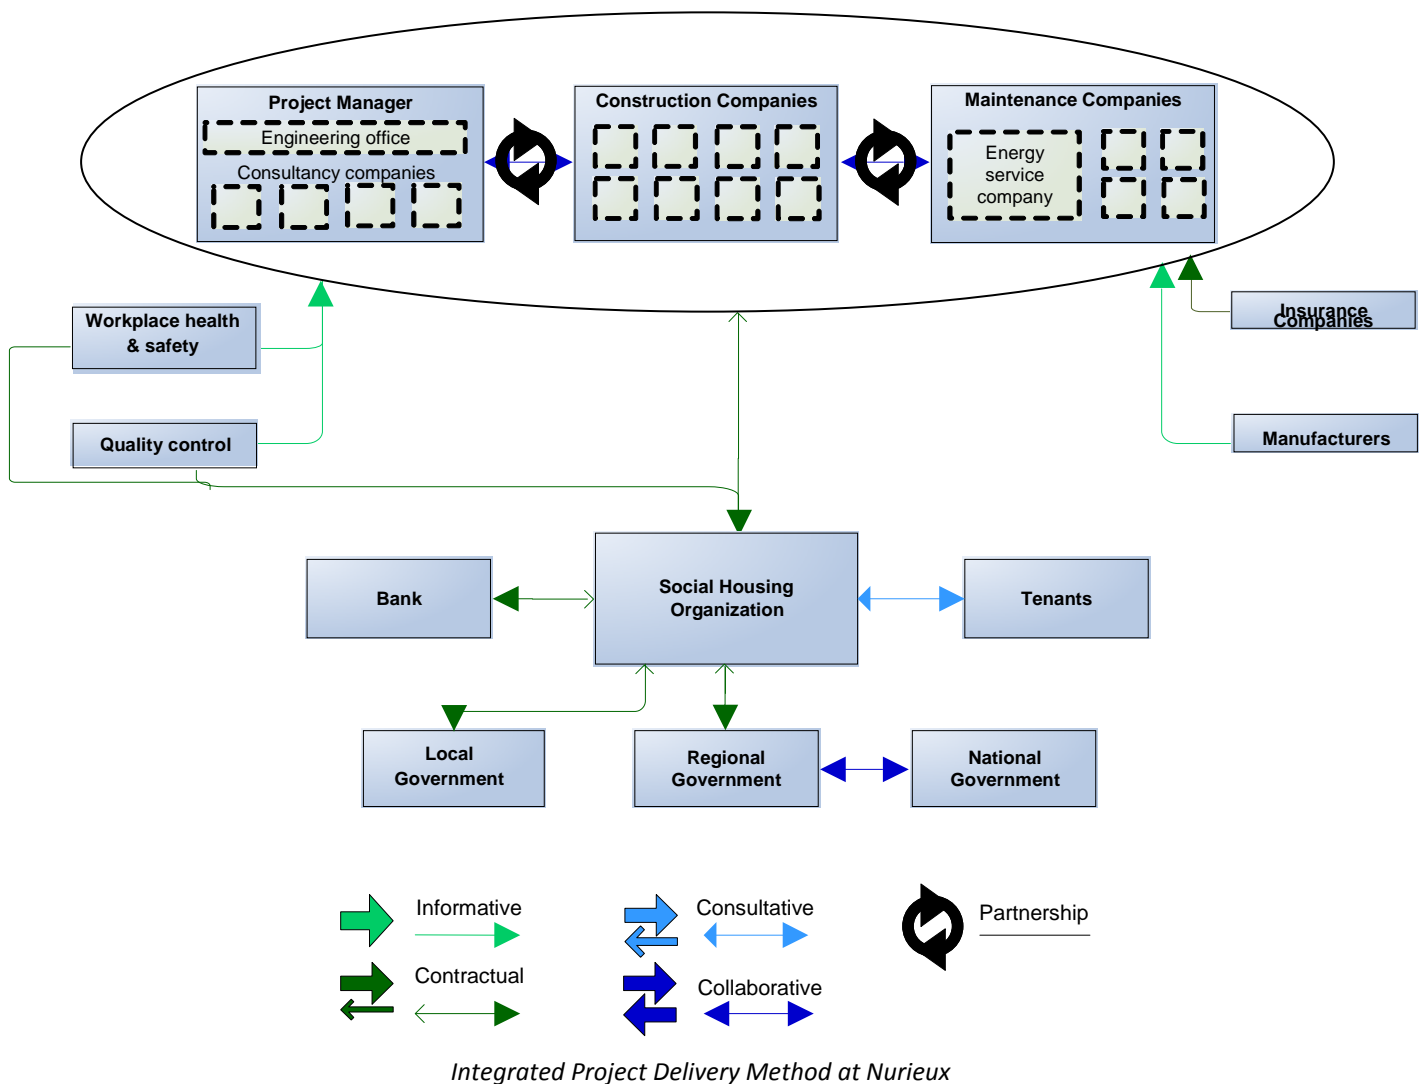 Project Manager
Engineering office
Consultancy companies
Construction Companies
Maintenance Companies
Energy
service
company
Workplace health
& safety
Quality control
Insurance
Companies
Manufacturers
Bank
Social Housing
Organization
Tenants
Local
Government
Regional
Government
National
Government
Informative
Consultative
Partnership
Contractual
Collaborative
Integrated Project Delivery Method at Nurieux